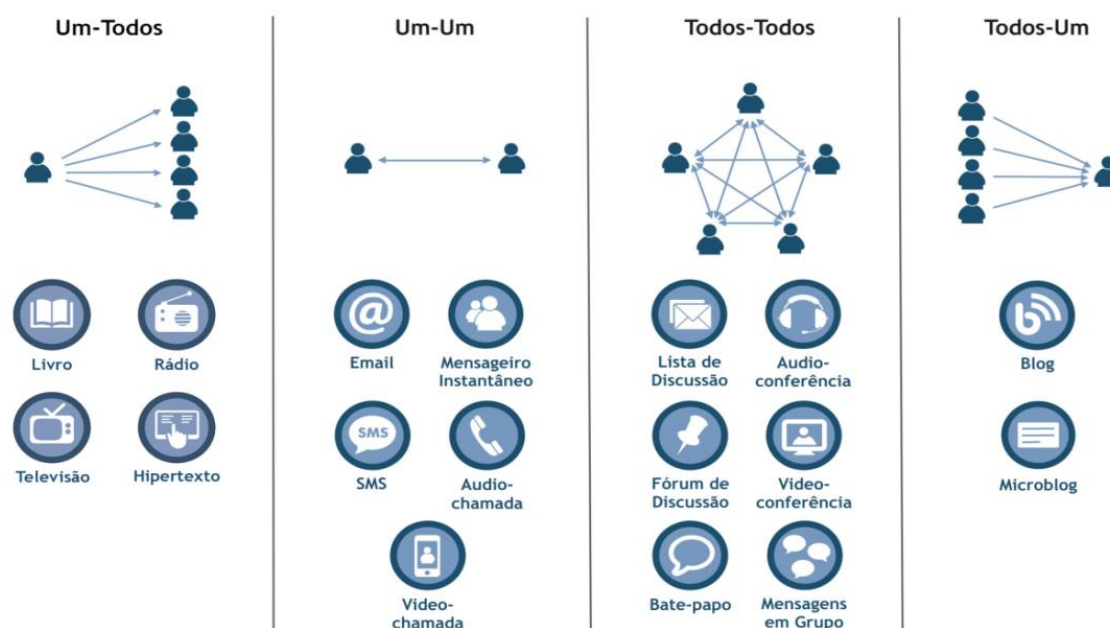 Um-Todos
Livro
Rádio
Televisão
Hipertexto
Um-Um
@
Email
Mensageiro
Instantâneo
SMS
SMS
Audio-
chamada
Video-
chamada
Todos-Todos
Lista de
Discussão
Audio-
conferência
Fórum de
Discussão
Video-
conferência
Bate-papo
Mensagens
em Grupo
Todos-Um
Blog
Microblog